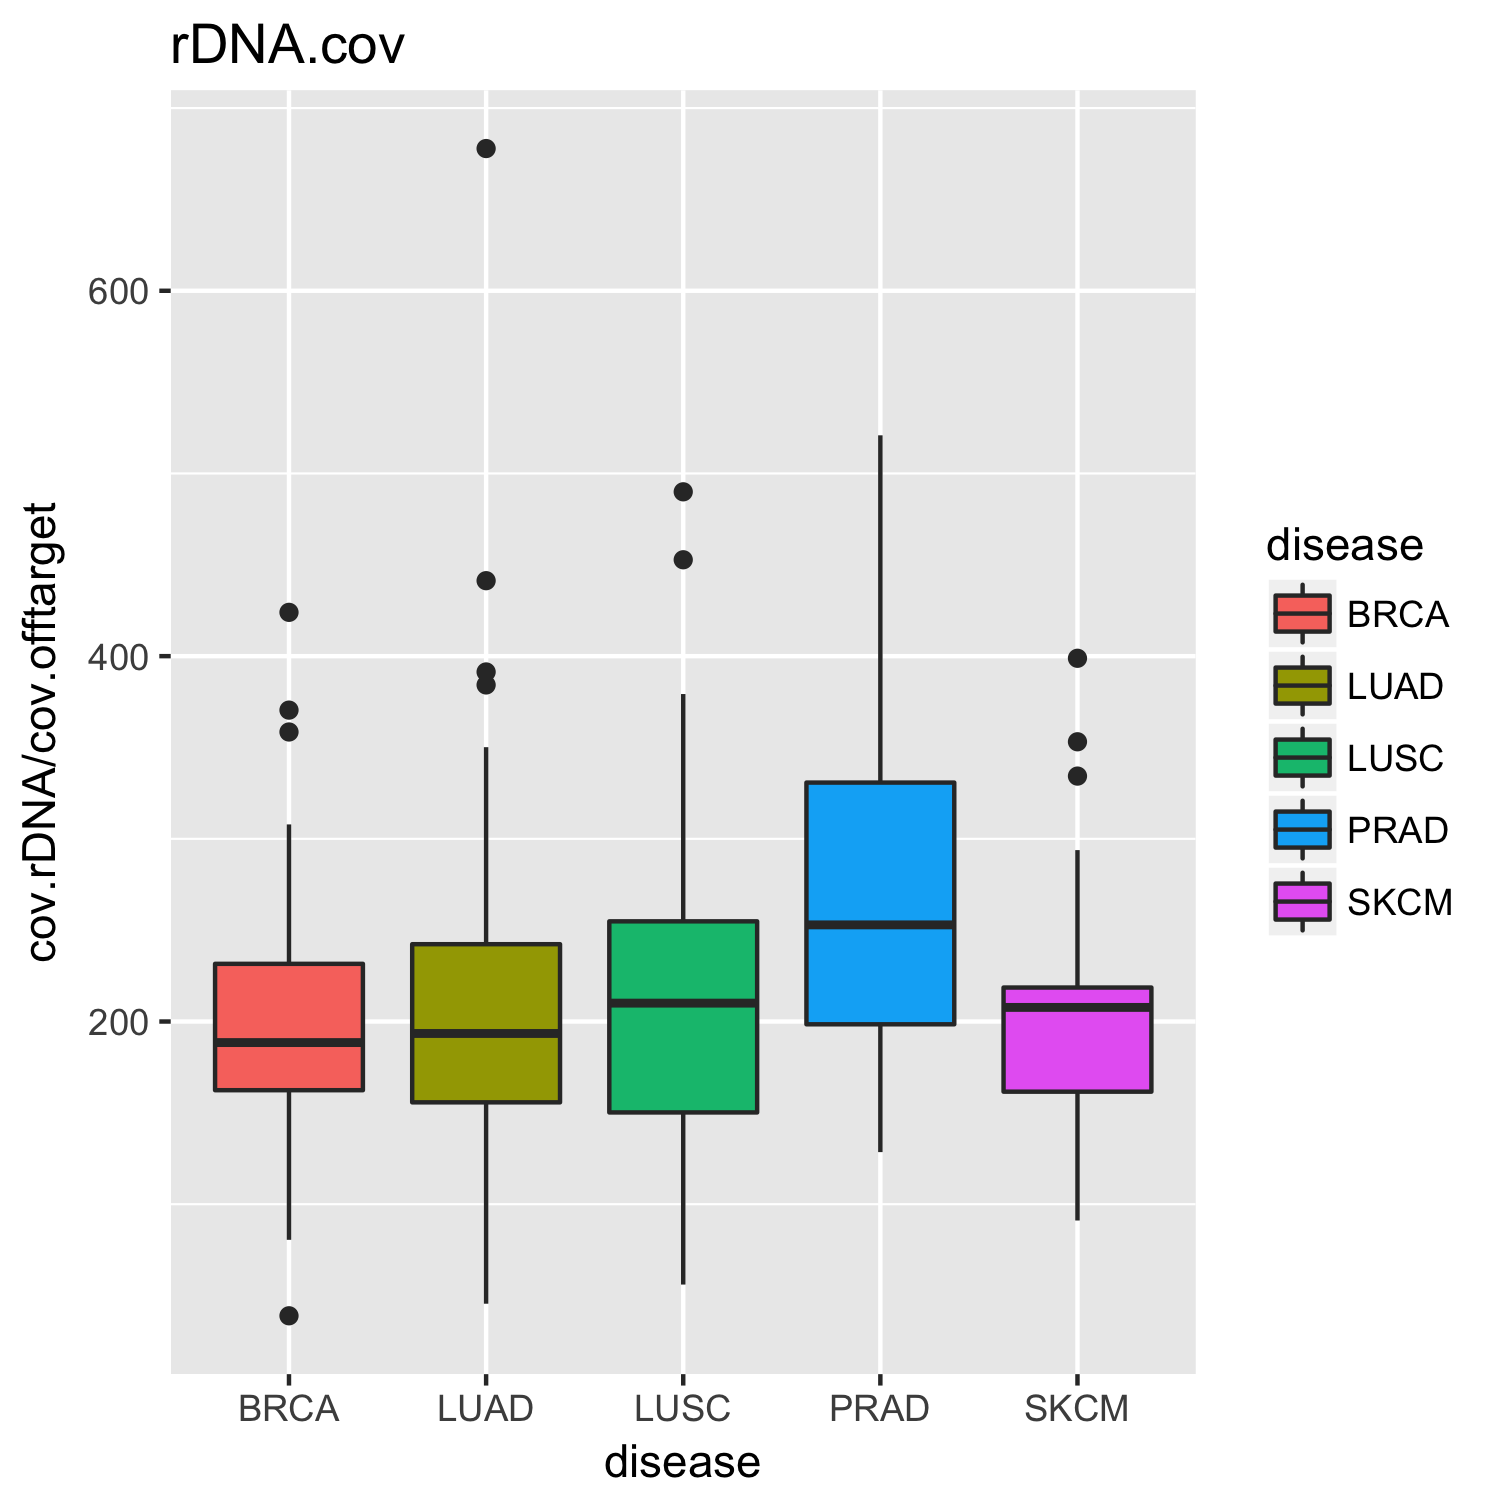 rDNA.cov
cov.rDNA/cov.offtarget
600
400
200
BRCA
LUAD
LUSC
PRAD
SKCM
disease
disease
BRCA
LUAD
LUSC
PRAD
SKCM